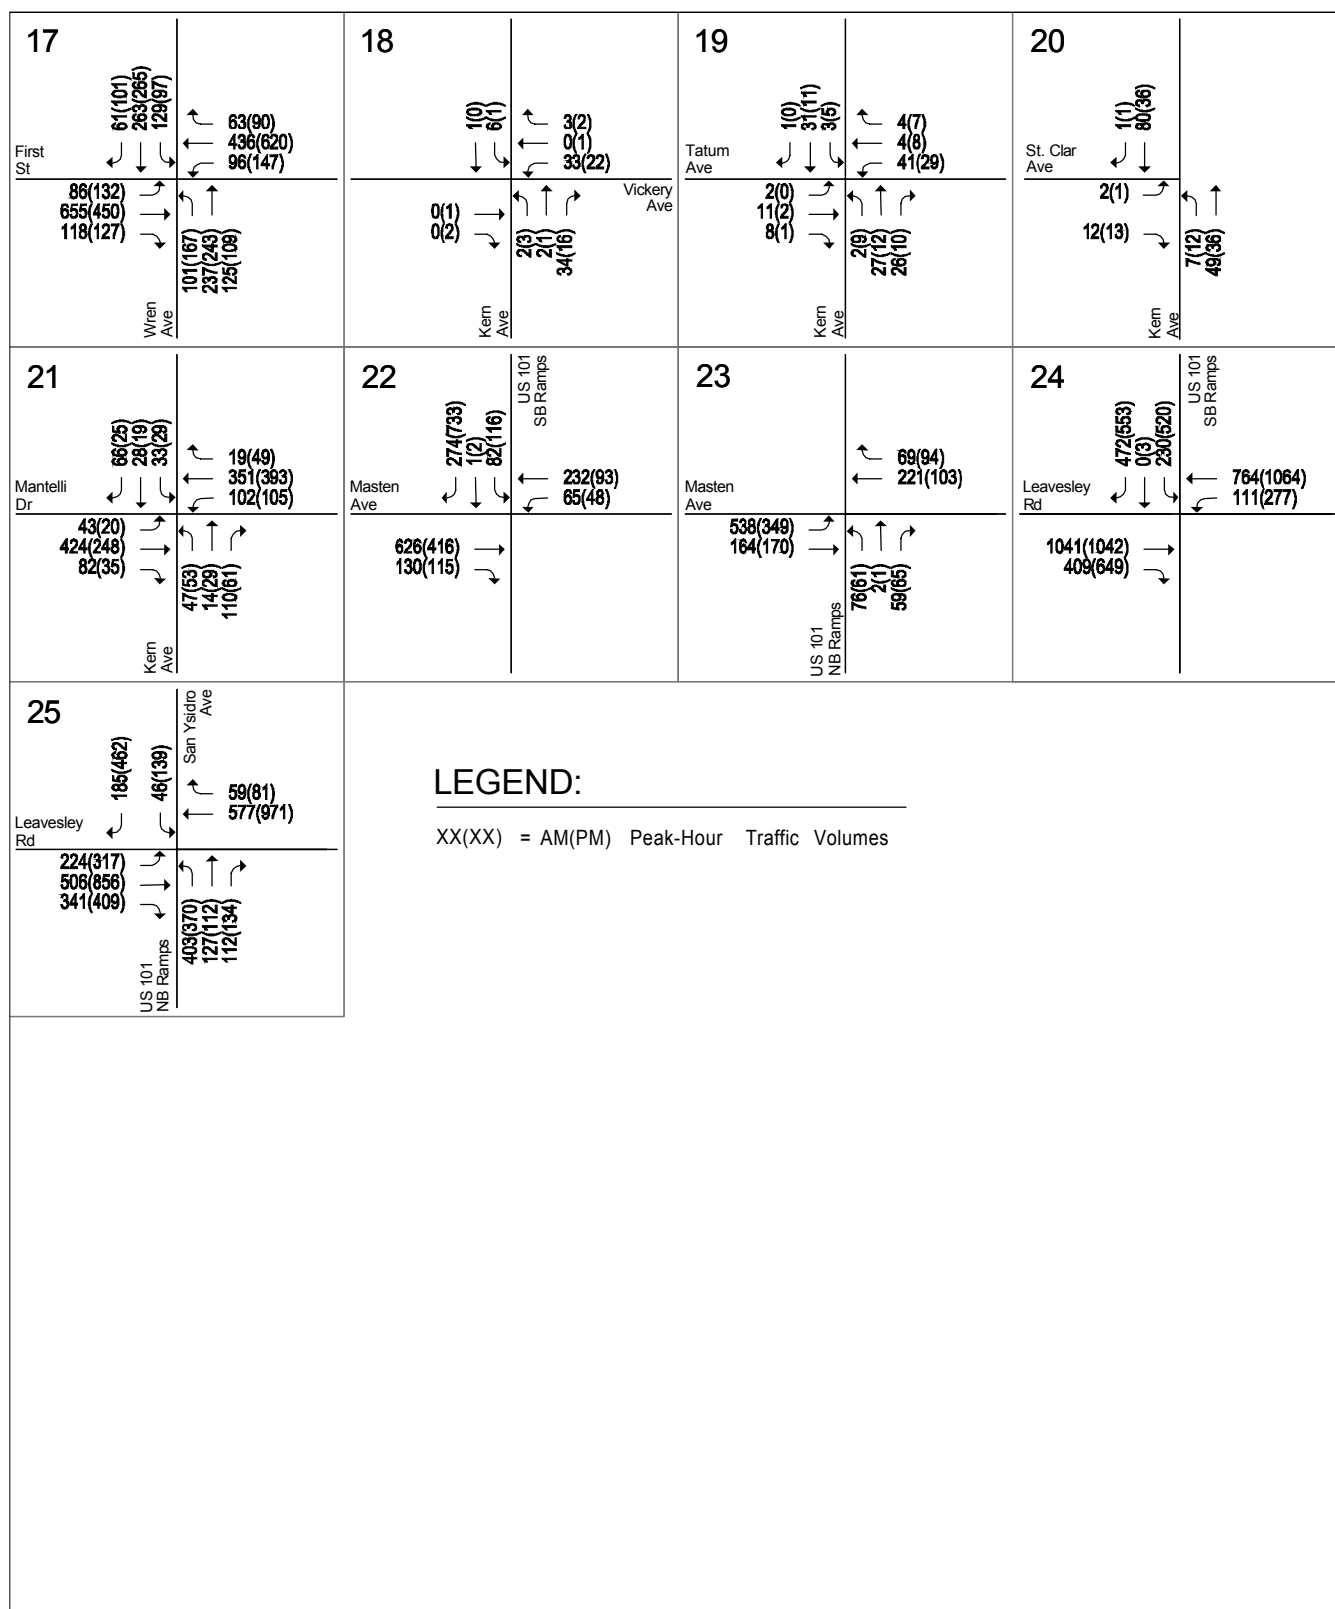 17
61(101)
263(265)
129(97)
63(90)
436(620)
96(147)
First
St
86(132)
655(450)
118(127)
101(167)
237(243)
125(109)
Wren
Ave
18
1(0)
6(1)
3(2)
0(1)
33(22)
Vickery
Ave
0(1)
0(2)
2(3)
2(1)
34(16)
Kern
Ave
19
1(0)
31(11)
3(5)
4(7)
4(8)
41(29)
Tatum
Ave
2(0)
11(2)
8(1)
2(9)
27(12)
26(10)
Kern
Ave
20
1(1)
80(36)
St. Clar
Ave
2(1)
12(13)
7(12)
49(36)
Kern
Ave
21
66(25)
28(19)
33(29)
19(49)
351(393)
102(105)
Mantelli
Dr
43(20)
424(248)
82(35)
47(53)
14(29)
110(61)
Kern
Ave
22
US 101
SB Ramps
274(733)
1(2)
82(116)
232(93)
65(48)
Masten
Ave
626(416)
130(115)
23
69(94)
221(103)
Masten
Ave
538(349)
164(170)
76(61)
2(1)
59(65)
US 101
NB Ramps
24
US 101
SB Ramps
472(553)
0(3)
230(520)
764(1064)
111(277)
Leavesley
Rd
1041(1042)
409(649)
25
San Ysidro
Ave
185(462)
46(139)
59(81)
577(971)
Leavesley
Rd
224(317)
506(856)
341(409)
403(370)
127(112)
112(134)
US 101
NB Ramps
LEGEND:
XX(XX) = AM(PM) Peak-Hour Traffic Volumes